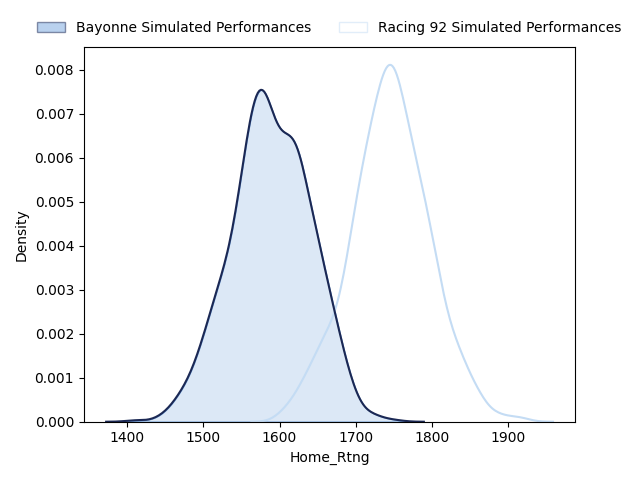 Bayonne Simulated Performances
Racing 92 Simulated Performances
0.008
0.007
0.006
0.005
0.004
0.003
0.002
0.001
0.000
Density
1400 1500 1600 1700 1800 1900
Home_Rtng